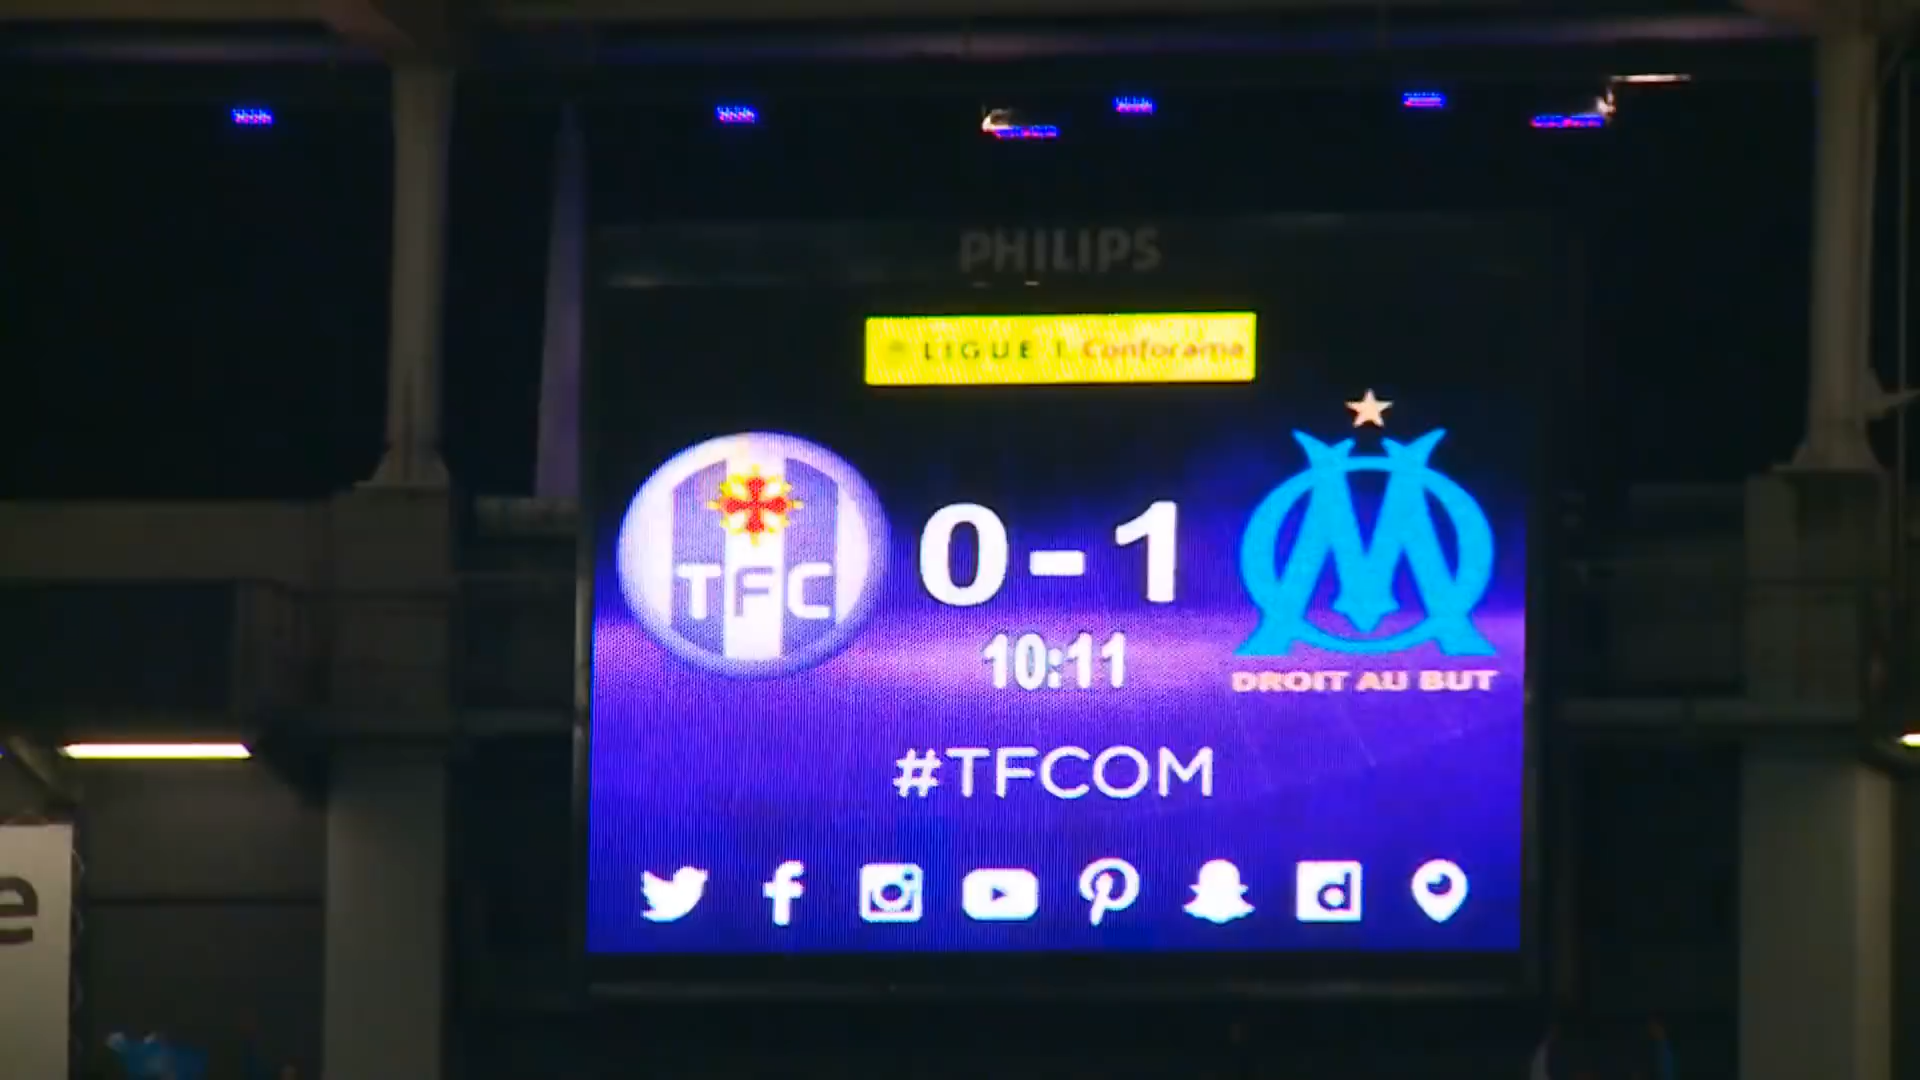 PHILIPS
LIGUE 1 Conforama
TFC
0 - 1
10:11
DROIT AU BUT
#TFCOM
e